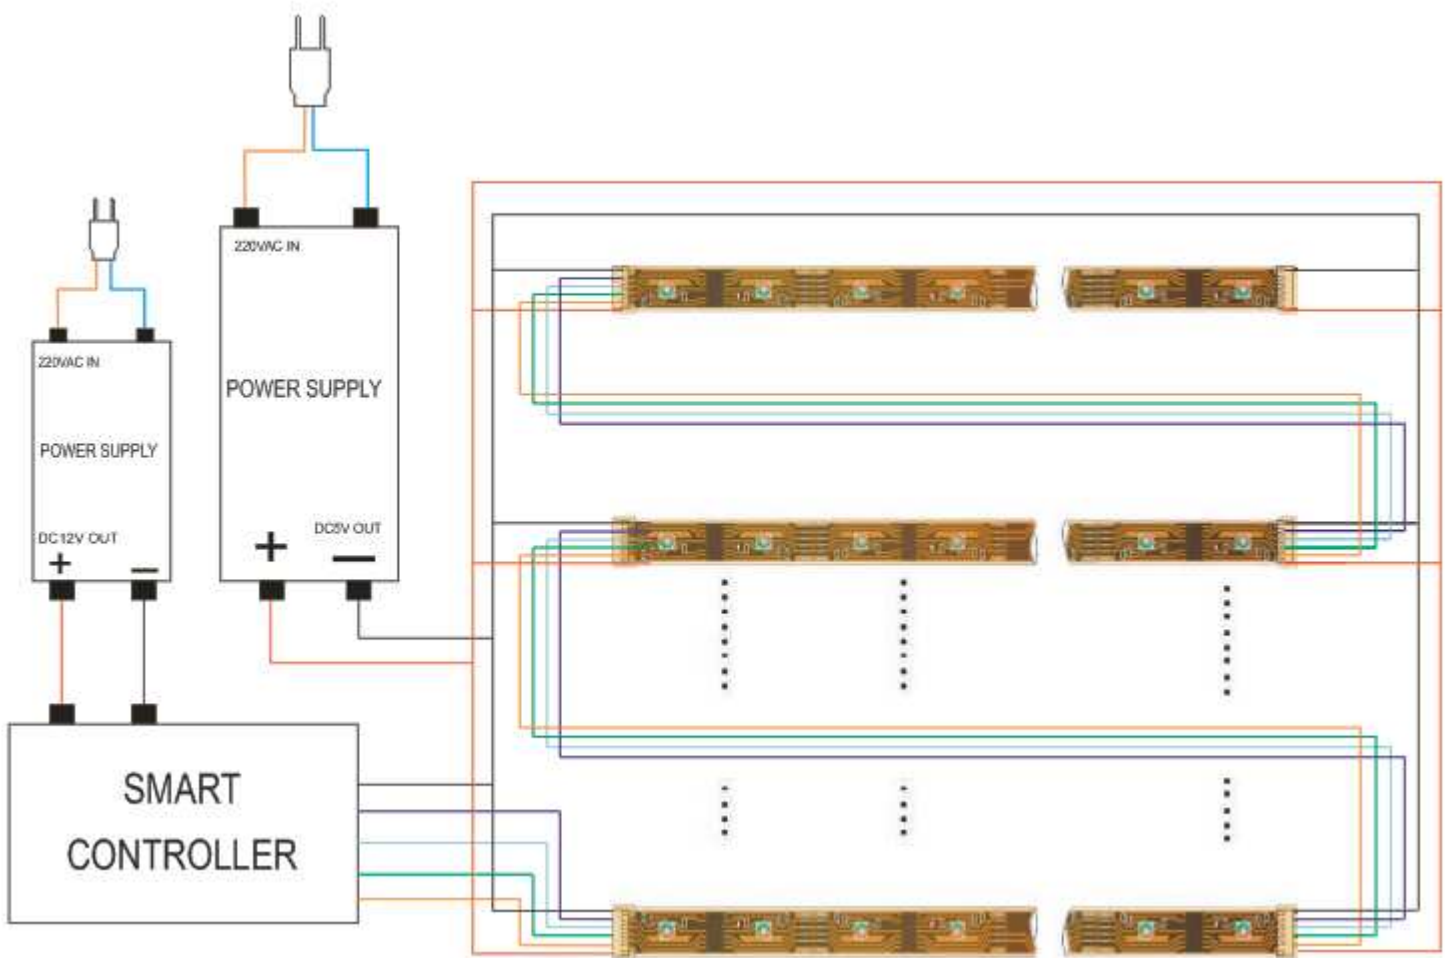 220VAC IN
POWER SUPPLY
DC5V OUT
+ —
220VAC IN
POWER SUPPLY
DC12V OUT
+ —
SMART
CONTROLLER